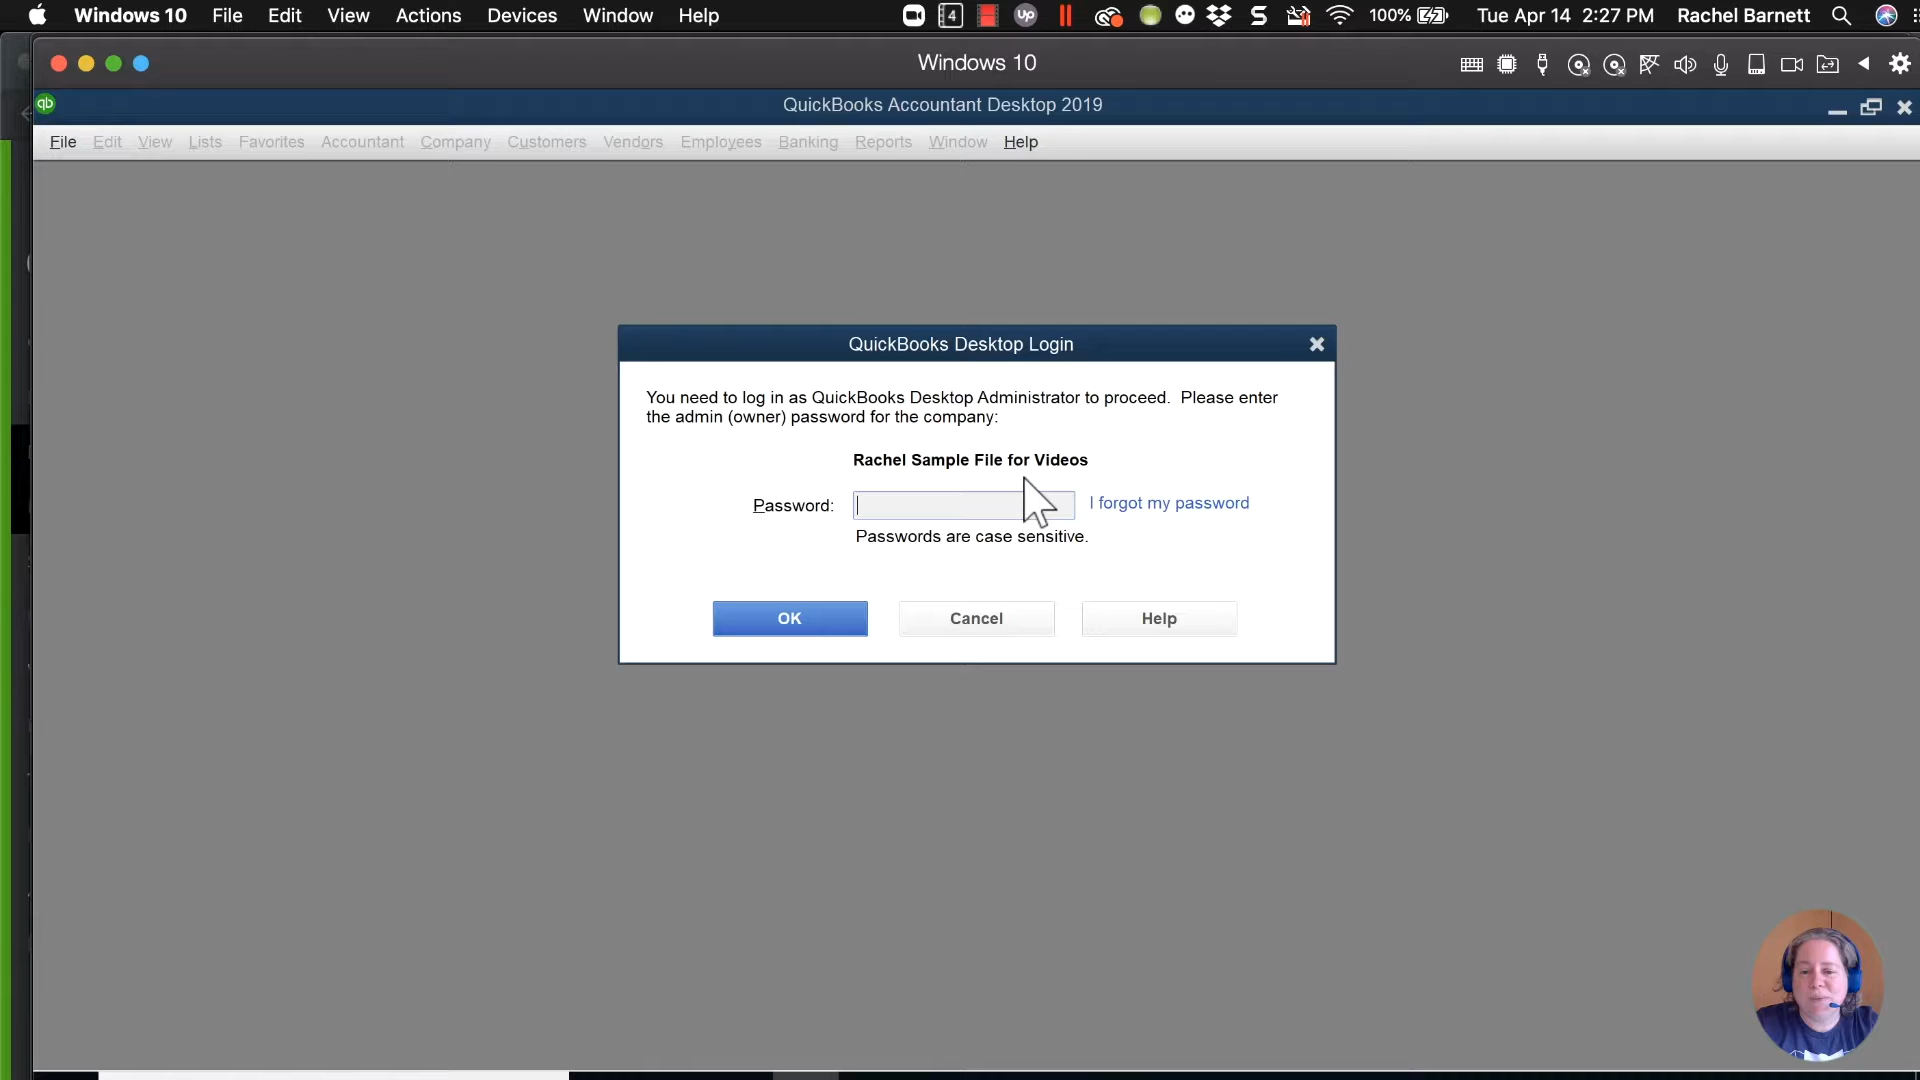 Windows 10 File Edit View Actions Devices Window Help 4 up S 100% Tue Apr 14 2:27 PM Rachel Barnett
Windows 10
qb QuickBooks Accountant Desktop 2019
File Edit View Lists Favorites Accountant Company Customers Vendors Employees Banking Reports Window Help
QuickBooks Desktop Login
You need to log in as QuickBooks Desktop Administrator to proceed. Please enter
the admin (owner) password for the company:
Rachel Sample File for Videos
Password: I forgot my password
Passwords are case sensitive.
OK Cancel Help